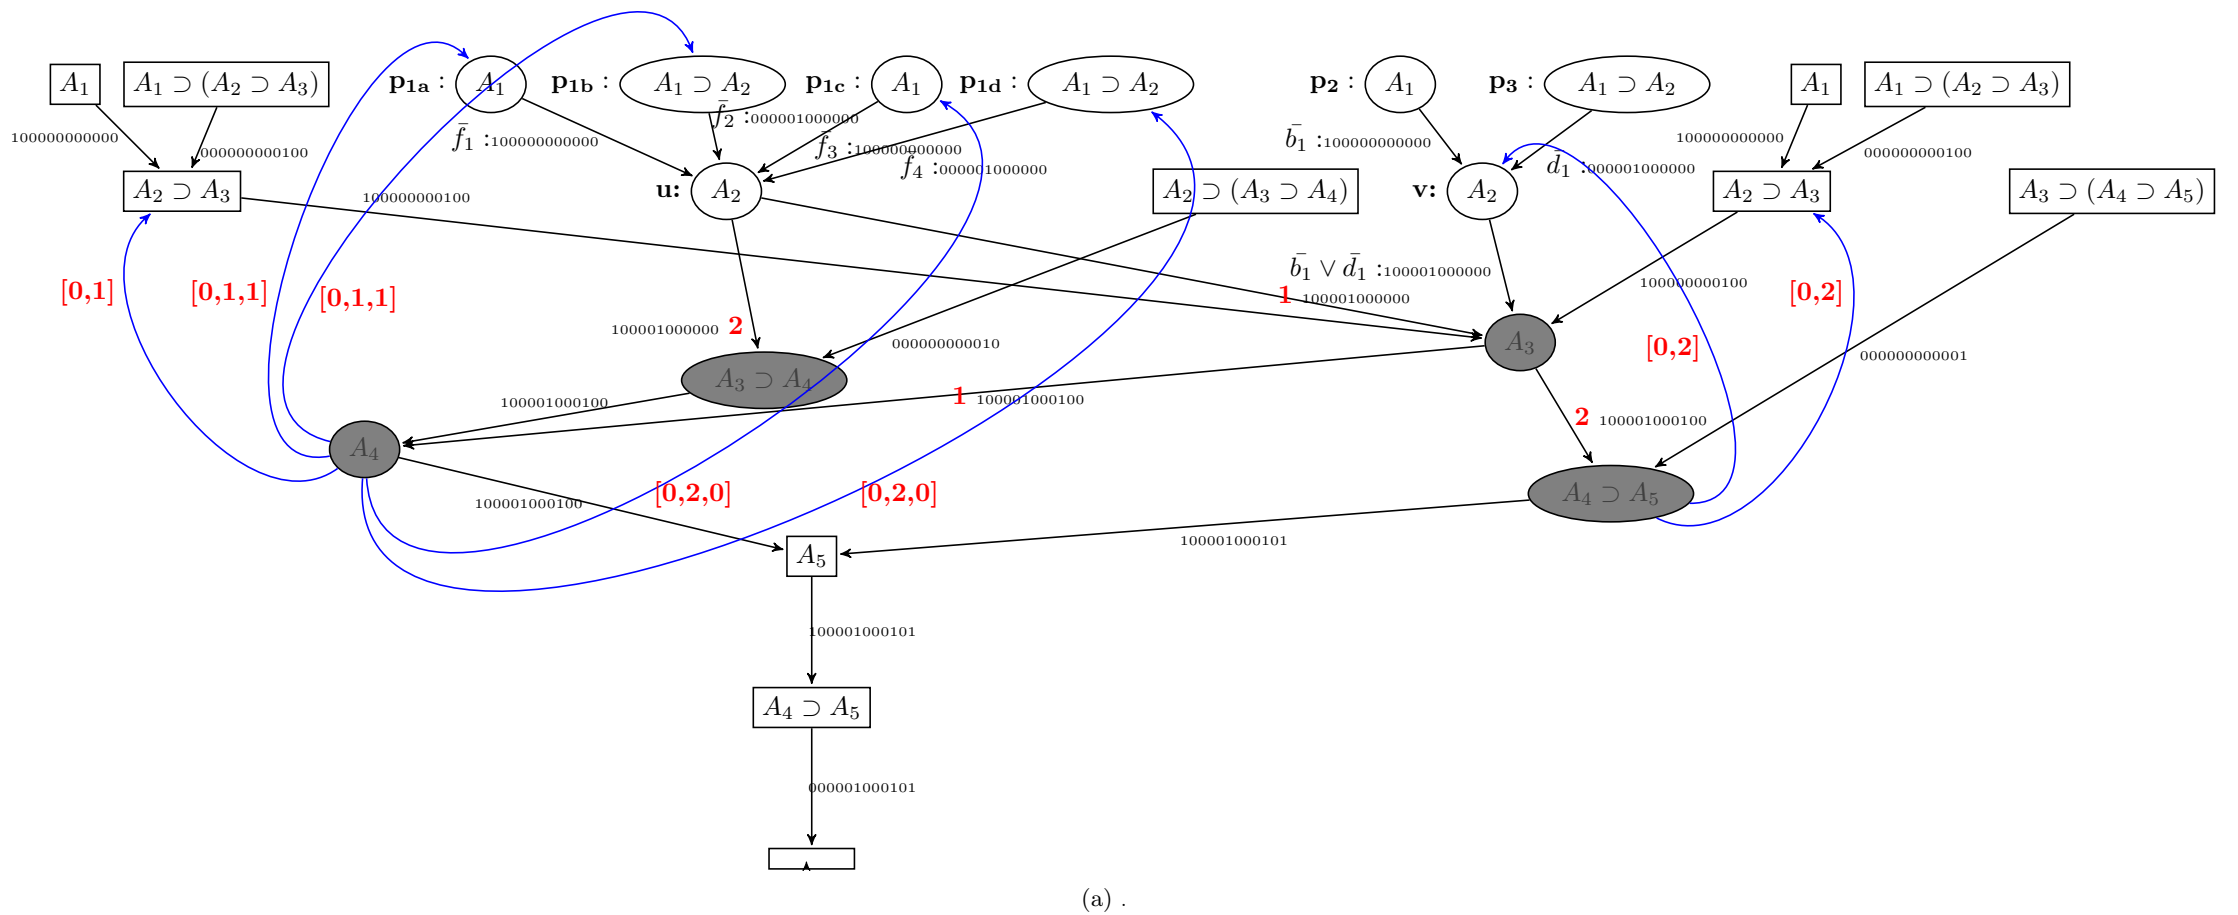 A₁
A₁ ⊃ (A₂ ⊃ A₃)
p₁ₐ : A₁
p₁b : A₁ ⊃ A₂
p₁c : A₁
p₁d : A₁ ⊃ A₂
p₂ : A₁
p₃ : A₁ ⊃ A₂
A₁
A₁ ⊃ (A₂ ⊃ A₃)
100000000000
000000000100
f̄₁ :100000000000
f̄₂ :000001000000
f̄₃ :100000000000
f̄₄ :000001000000
b̄₁ :100000000000
d̄₁ :000001000000
100000000000
000000000100
A₂ ⊃ A₃
100000000100
u: A₂
A₂ ⊃ (A₃ ⊃ A₄)
v: A₂
A₂ ⊃ A₃
A₃ ⊃ (A₄ ⊃ A₅)
b̄₁ ∨ d̄₁ :100001000000
100000000100
[0,1]
[0,1,1]
[0,1,1]
1 100001000000
[0,2]
100001000000 2
000000000010
A₃
[0,2]
000000000001
A₃ ⊃ A₄
100001000100
1 100001000100
2 100001000100
A₄
100001000100
[0,2,0]
[0,2,0]
A₄ ⊃ A₅
100001000101
A₅
100001000101
A₄ ⊃ A₅
000001000101
(a) .